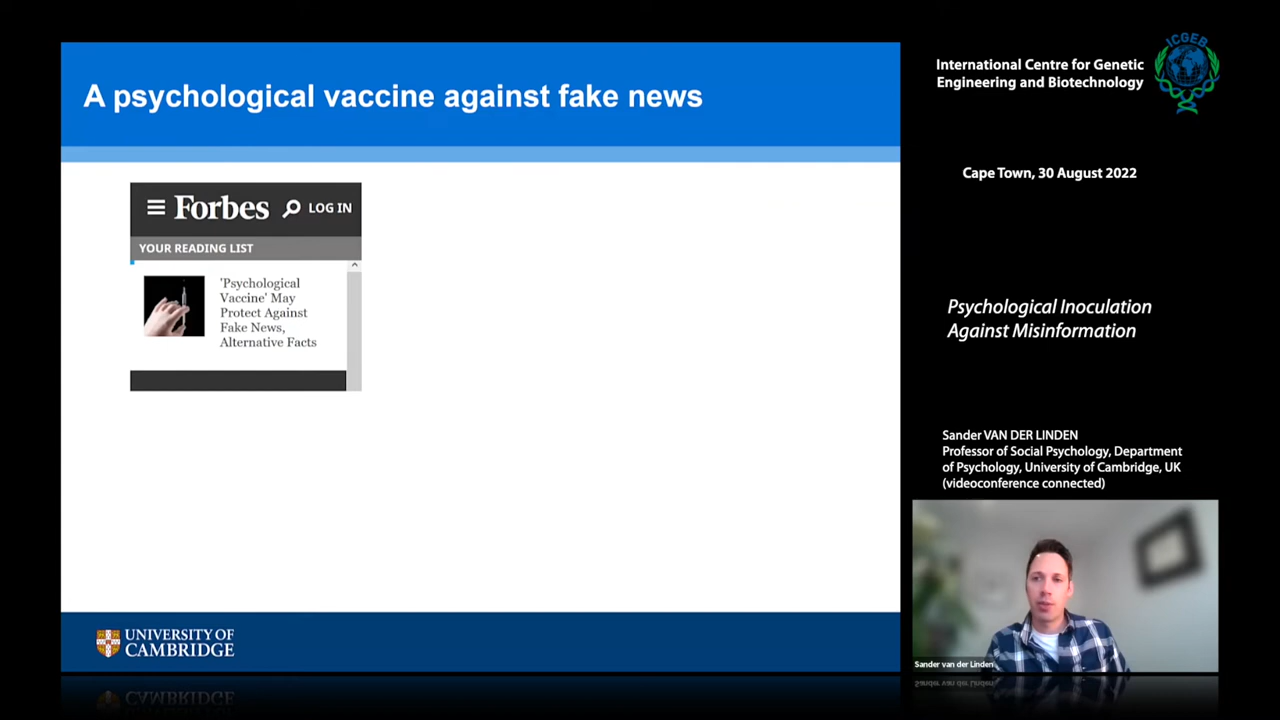 A psychological vaccine against fake news
Forbes
LOG IN
YOUR READING LIST
'Psychological
Vaccine' May
Protect Against
Fake News,
Alternative Facts
UNIVERSITY OF
CAMBRIDGE
International Centre for Genetic
Engineering and Biotechnology
ICGEB
Cape Town, 30 August 2022
Psychological Inoculation
Against Misinformation
Sander VAN DER LINDEN
Professor of Social Psychology, Department
of Psychology, University of Cambridge, UK
(videoconference connected)
Sander van der Linden